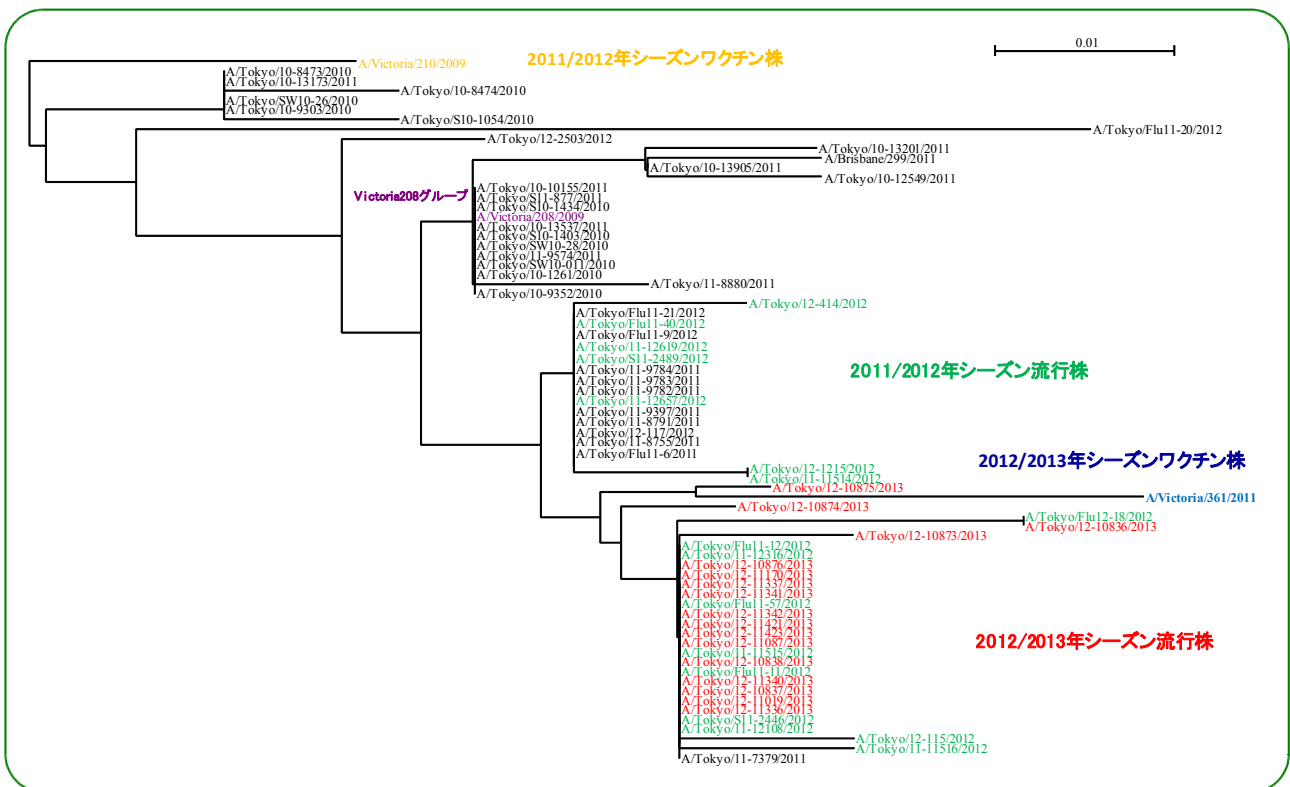 0.01
2011/2012年シーズンワクチン株
A/Victoria/210/2009
A/Tokyo/10-8473/2010
A/Tokyo/10-13173/2011
A/Tokyo/10-8474/2010
A/Tokyo/SW10-26/2010
A/Tokyo/10-9303/2010
A/Tokyo/S10-1054/2010
A/Tokyo/Flu11-20/2012
A/Tokyo/12-2503/2012
A/Tokyo/10-13201/2011
A/Brisbane/299/2011
A/Tokyo/10-13905/2011
A/Tokyo/10-12549/2011
Victoria208グループ
A/Tokyo/10-10155/2011
A/Tokyo/S11-877/2011
A/Tokyo/S10-1434/2010
A/Victoria/208/2009
A/Tokyo/10-13537/2011
A/Tokyo/S10-1403/2010
A/Tokyo/SW10-28/2010
A/Tokyo/11-9574/2011
A/Tokyo/SW10-011/2010
A/Tokyo/10-1261/2010
A/Tokyo/11-8880/2011
A/Tokyo/10-9352/2010
A/Tokyo/12-414/2012
A/Tokyo/Flu11-21/2012
A/Tokyo/Flu11-40/2012
A/Tokyo/Flu11-9/2012
A/Tokyo/11-12619/2012
A/Tokyo/S11-2489/2012
A/Tokyo/11-9784/2011
A/Tokyo/11-9783/2011
A/Tokyo/11-9782/2011
A/Tokyo/11-12657/2012
A/Tokyo/11-9397/2011
A/Tokyo/11-8791/2011
A/Tokyo/12-117/2012
A/Tokyo/11-8755/2011
A/Tokyo/Flu11-6/2011
2011/2012年シーズン流行株
A/Tokyo/12-1215/2012
A/Tokyo/11-11514/2012
2012/2013年シーズンワクチン株
A/Tokyo/12-10875/2013
A/Victoria/361/2011
A/Tokyo/12-10874/2013
A/Tokyo/Flu12-18/2012
A/Tokyo/12-10836/2013
A/Tokyo/12-10873/2013
A/Tokyo/Flu11-12/2012
A/Tokyo/11-12316/2012
A/Tokyo/12-10876/2013
A/Tokyo/12-11170/2013
A/Tokyo/12-11337/2013
A/Tokyo/12-11341/2013
A/Tokyo/Flu11-57/2012
A/Tokyo/12-11342/2013
A/Tokyo/12-11421/2013
A/Tokyo/12-11423/2013
A/Tokyo/12-11087/2013
A/Tokyo/11-11515/2012
A/Tokyo/12-10838/2013
A/Tokyo/Flu11-11/2012
A/Tokyo/12-11340/2013
A/Tokyo/12-10837/2013
A/Tokyo/12-11019/2013
A/Tokyo/12-11336/2013
A/Tokyo/S11-2446/2012
A/Tokyo/11-12108/2012
2012/2013年シーズン流行株
A/Tokyo/12-115/2012
A/Tokyo/11-11516/2012
A/Tokyo/11-7379/2011